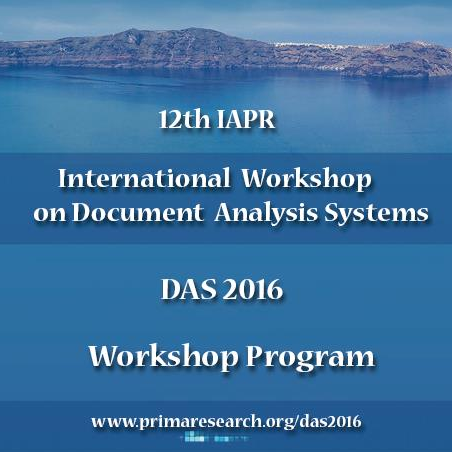 12th IAPR
International Workshop
on Document Analysis Systems
DAS 2016
Workshop Program
www.primaresearch.org/das2016